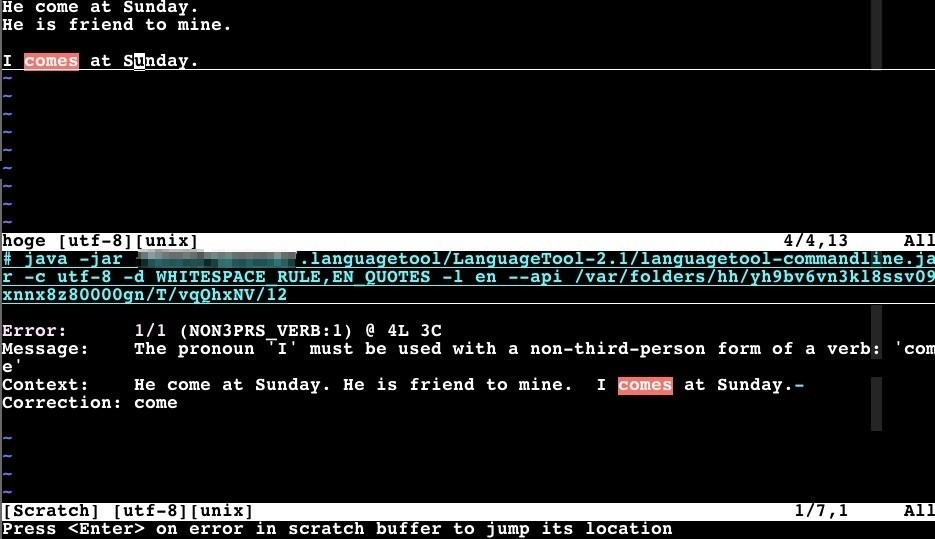 He come at Sunday.
He is friend to mine.
I comes at Sunday.
~
~
~
~
~
~
~
~
~
hoge [utf-8][unix] 4/4,13 All
# java -jar .languagetool/LanguageTool-2.1/languagetool-commandline.ja
r -c utf-8 -d WHITESPACE_RULE,EN_QUOTES -l en --api /var/folders/hh/yh9bv6vn3kl8ssv09
xnnx8z80000gn/T/vqQhxNV/12
Error: 1/1 (NON3PRS_VERB:1) @ 4L 3C
Message: The pronoun 'I' must be used with a non-third-person form of a verb: 'com
e'
Context: He come at Sunday. He is friend to mine.  I comes at Sunday.-
Correction: come
~
~
~
~
[Scratch] [utf-8][unix] 1/7,1 All
Press <Enter> on error in scratch buffer to jump its location